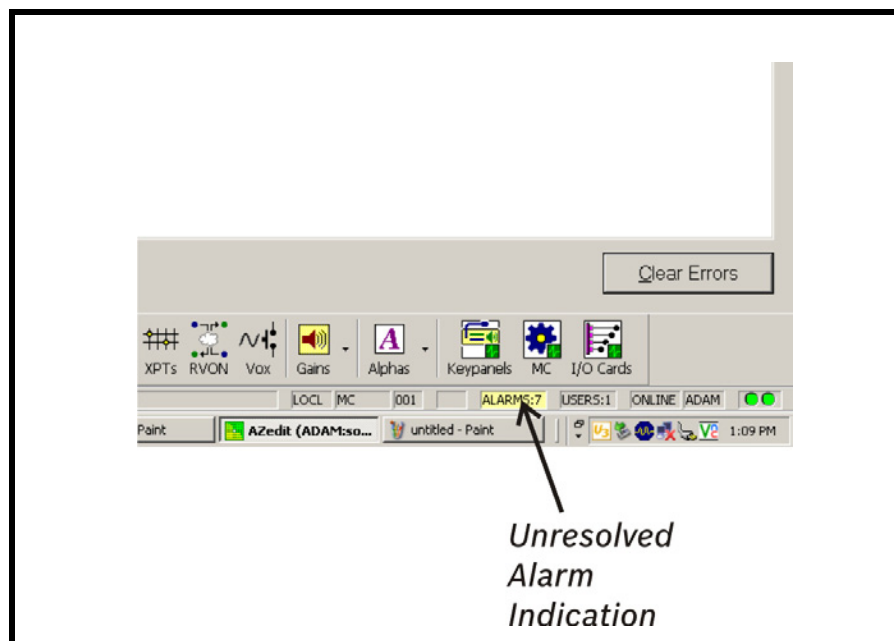 Clear Errors
XPTs RVON Vox Gains Alphas Keypanels MC I/O Cards
LOCL MC 001 ALARMS:7 USERS:1 ONLINE ADAM
Paint AZedit (ADAM:so... untitled - Paint 1:09 PM
Unresolved
Alarm
Indication